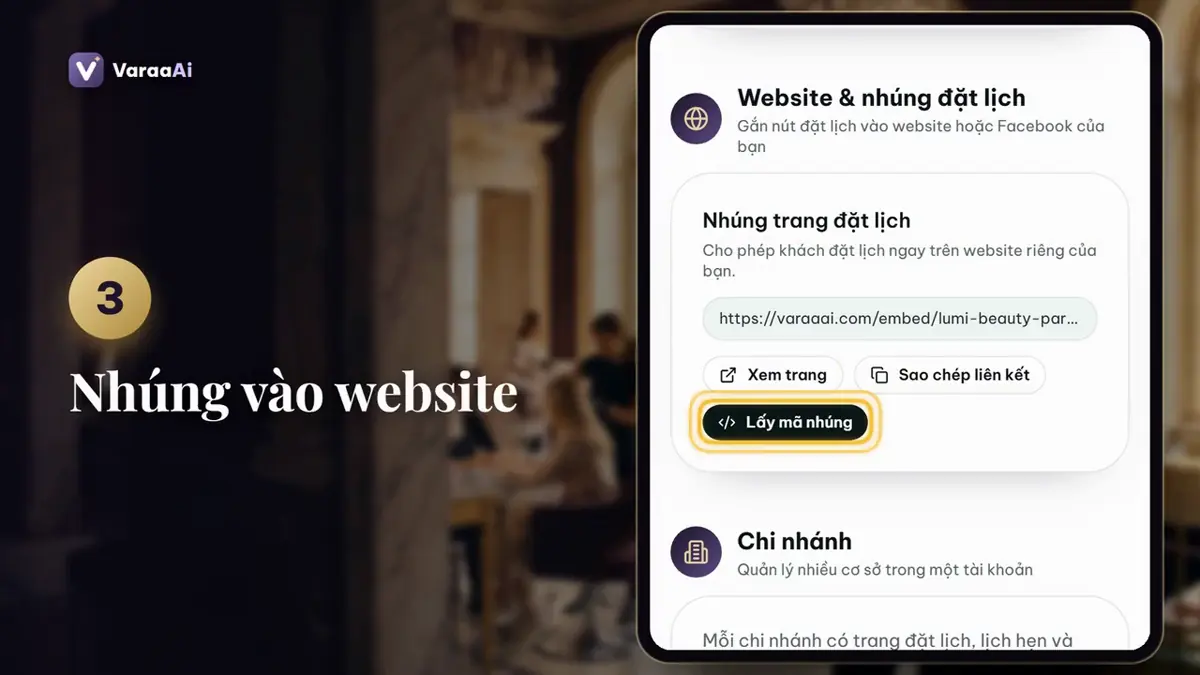 VaraaAi
3
Nhúng vào website
Website & nhúng đặt lịch
Gắn nút đặt lịch vào website hoặc Facebook của
bạn
Nhúng trang đặt lịch
Cho phép khách đặt lịch ngay trên website riêng của
bạn.
https://varaaai.com/embed/lumi-beauty-par...
Xem trang
Sao chép liên kết
</> Lấy mã nhúng
Chi nhánh
Quản lý nhiều cơ sở trong một tài khoản
Mỗi chi nhánh có trang đặt lịch, lịch hẹn và